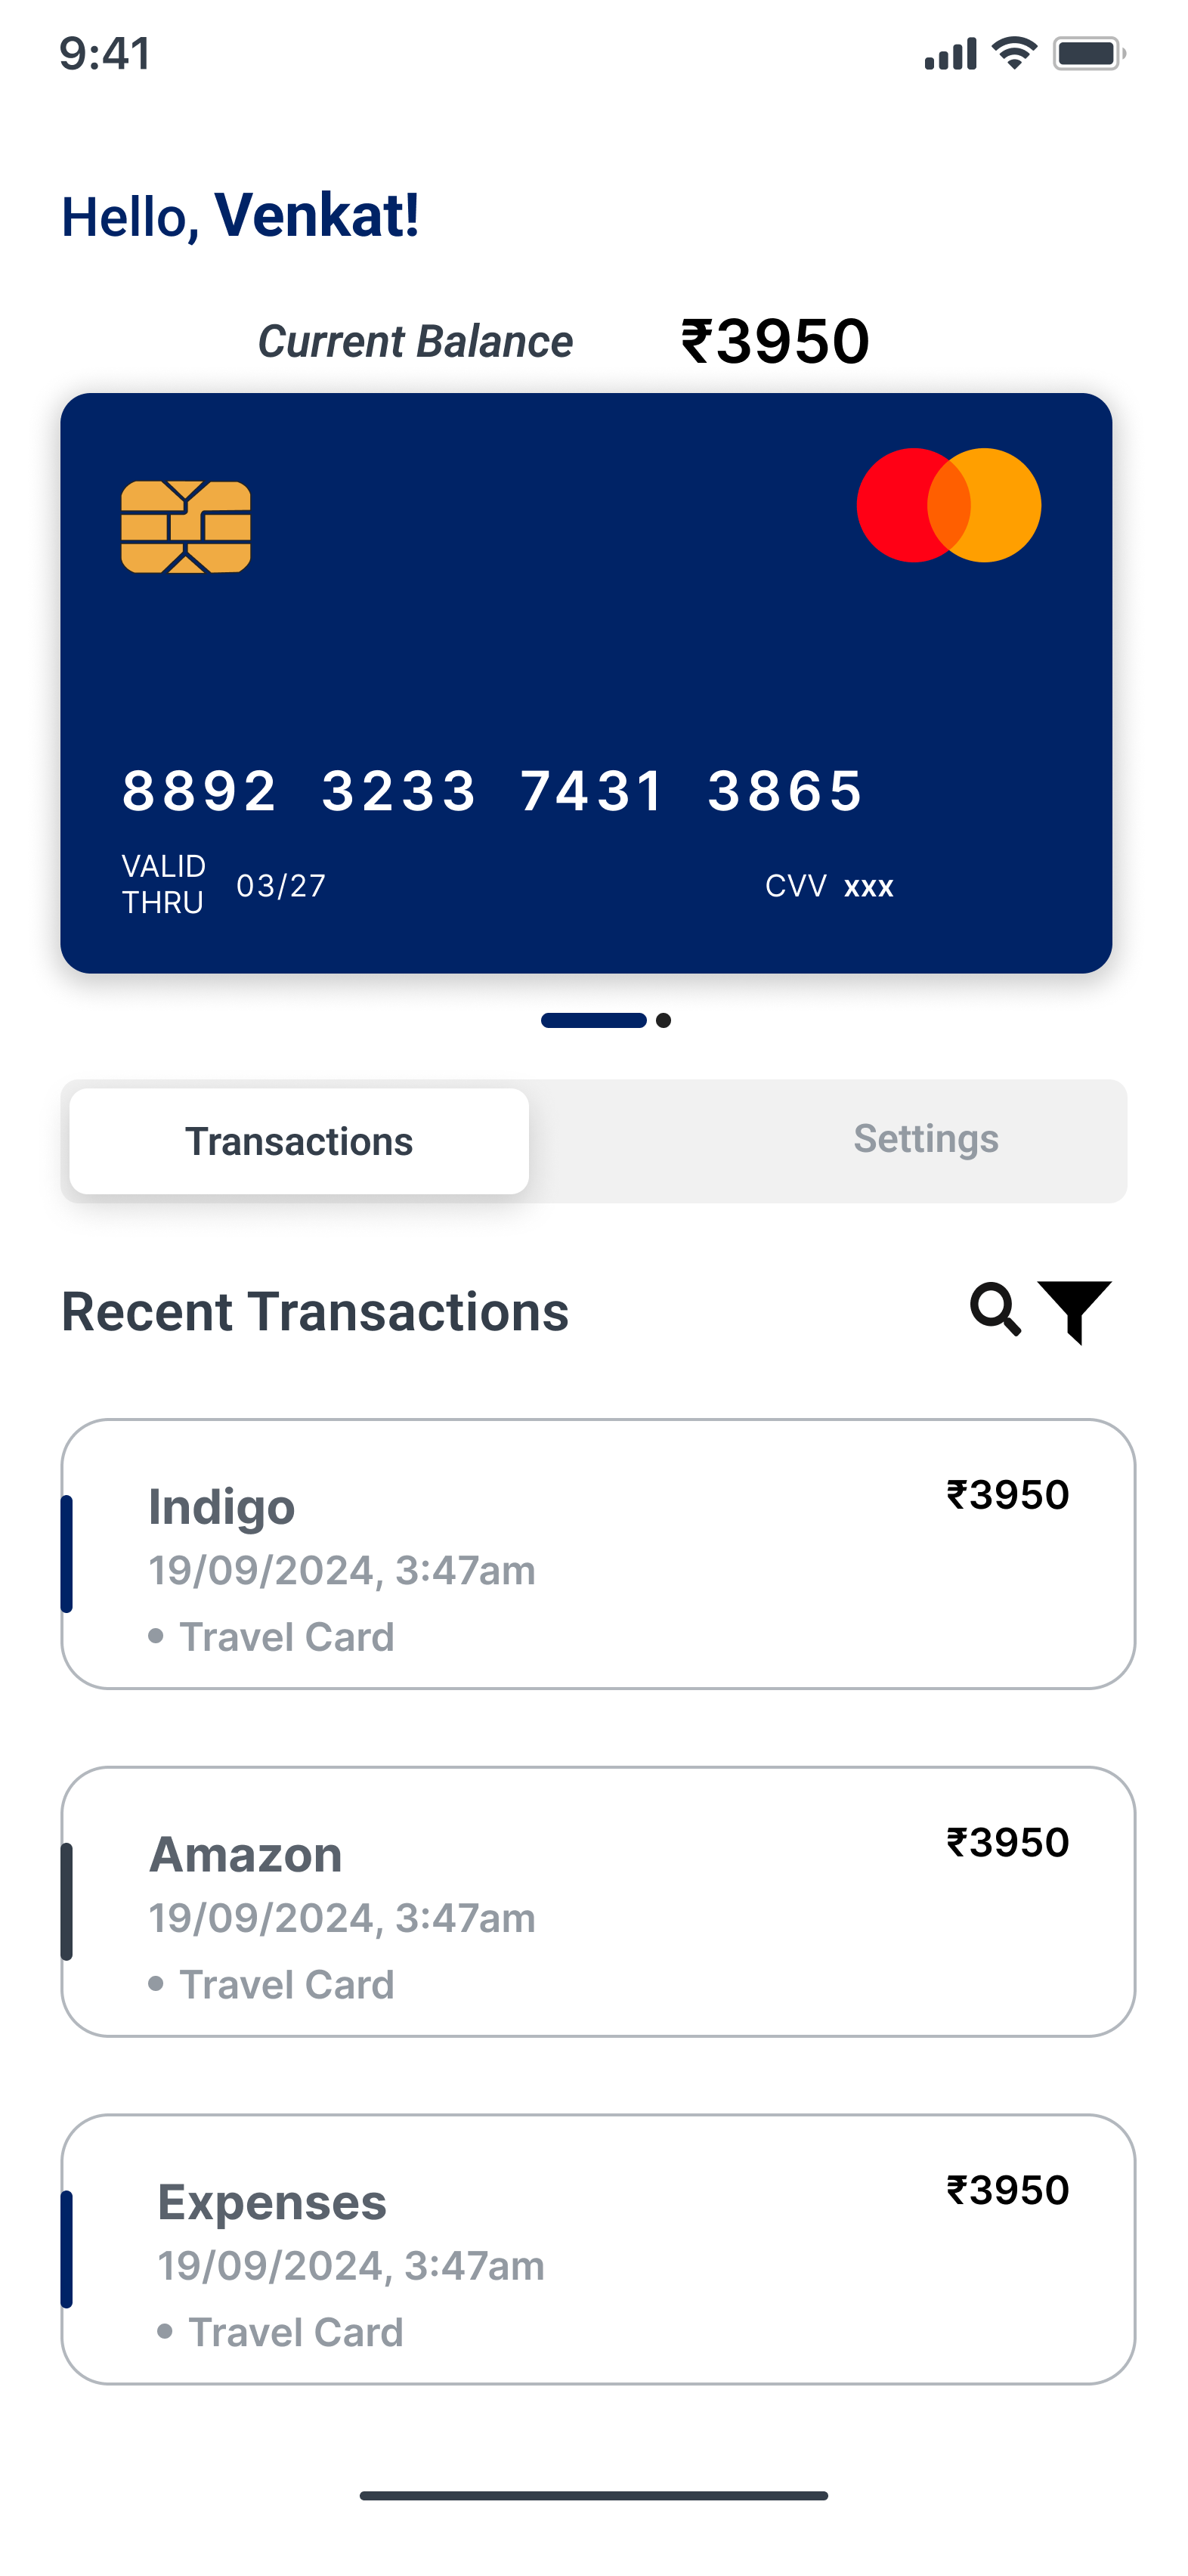 9:41
Hello, Venkat!
Current Balance ₹3950
8892 3233 7431 3865
VALID
THRU 03/27 CVV xxx
Transactions Settings
Recent Transactions
Indigo ₹3950
19/09/2024, 3:47am
• Travel Card
Amazon ₹3950
19/09/2024, 3:47am
• Travel Card
Expenses ₹3950
19/09/2024, 3:47am
• Travel Card